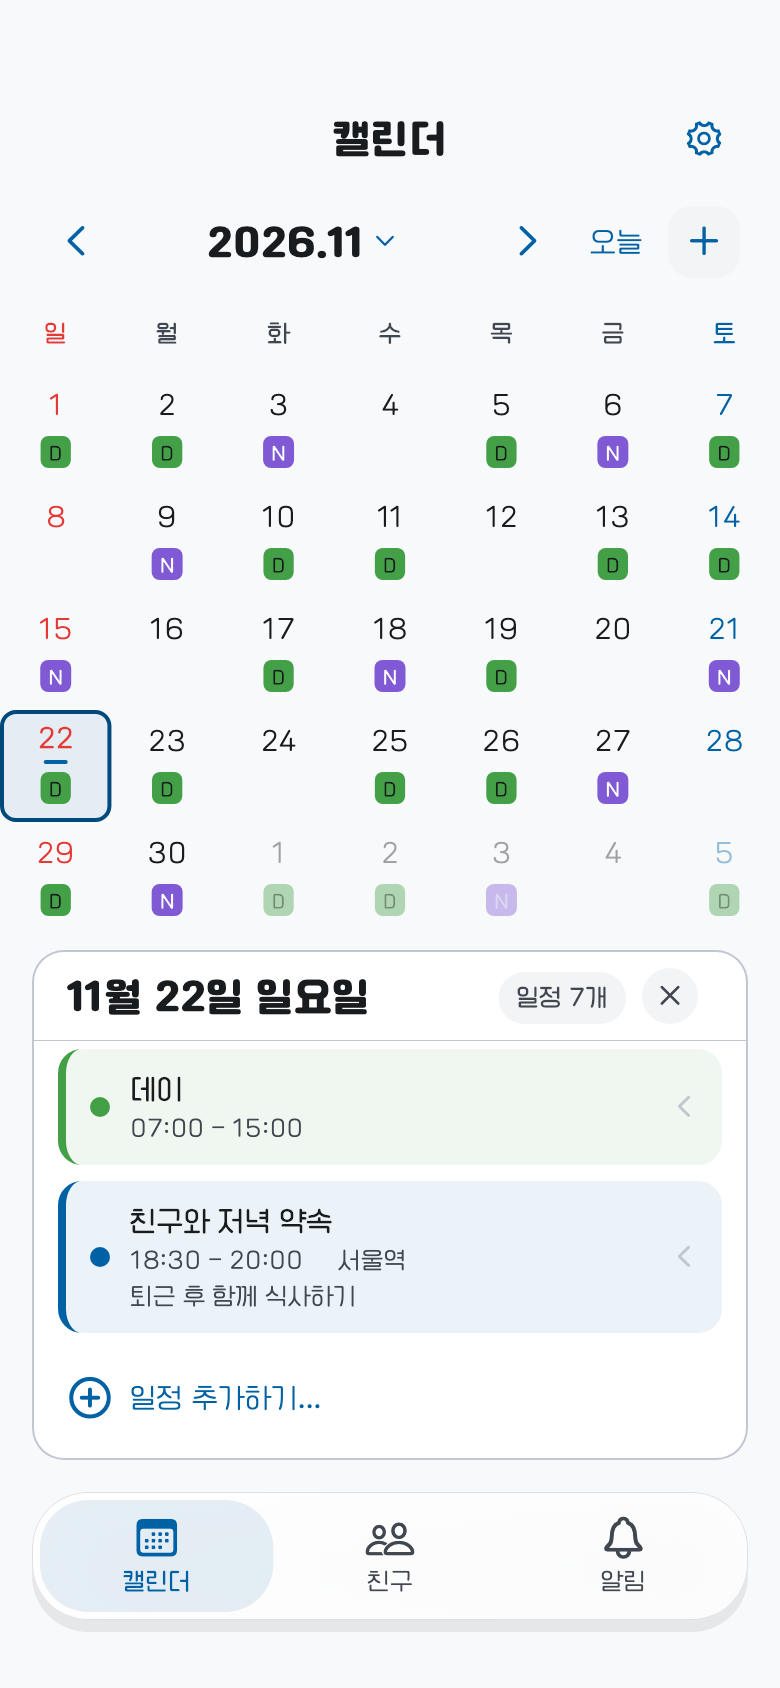 캘린더
2026.11
오늘
일 월 화 수 목 금 토
1 2 3 4 5 6 7
D D N D N D
8 9 10 11 12 13 14
N D D D D
15 16 17 18 19 20 21
N D N D N
22 23 24 25 26 27 28
D D D D N
29 30 1 2 3 4 5
D N D D N D
11월 22일 일요일
일정 7개
데이
07:00 – 15:00
친구와 저녁 약속
18:30 – 20:00 서울역
퇴근 후 함께 식사하기
일정 추가하기...
캘린더 친구 알림